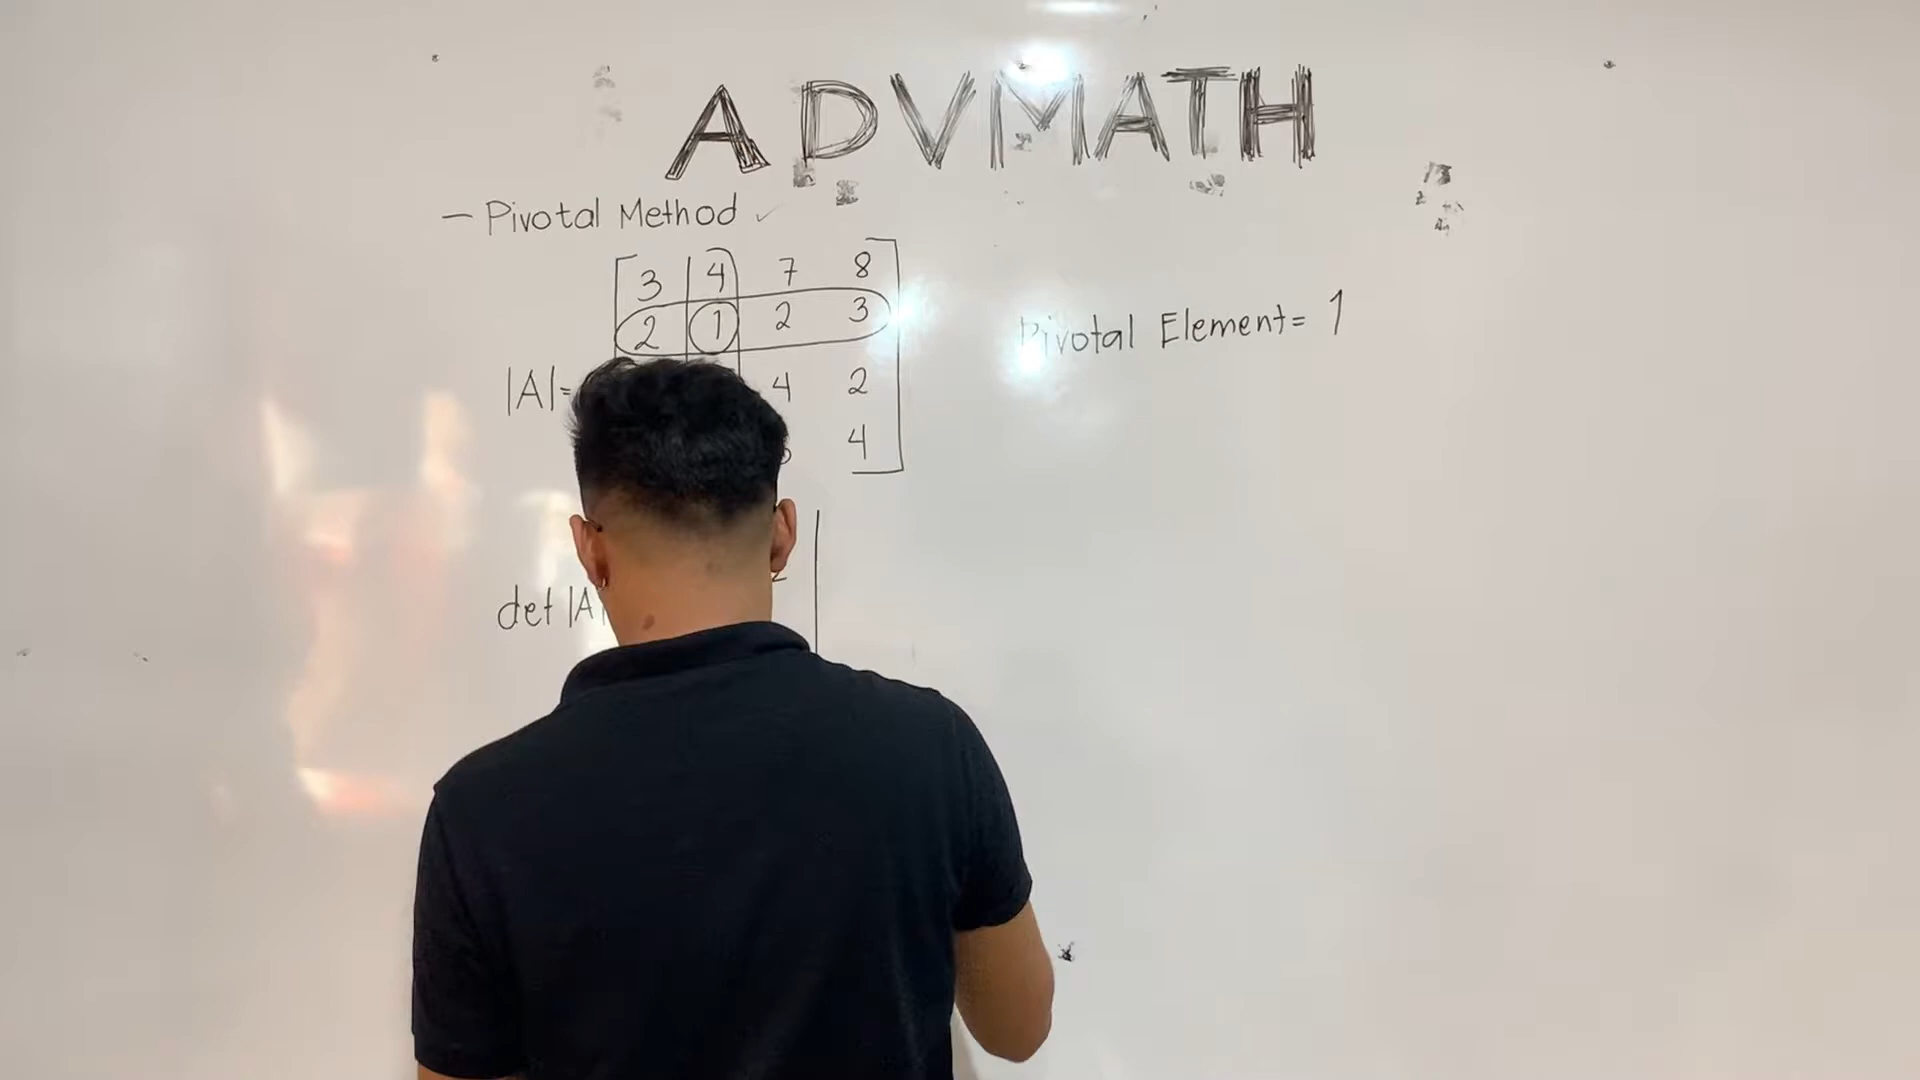 ADVMATH
- Pivotal Method ✓
3 4 7 8
2 1 2 3
Pivotal Element = 1
|A|= 4 2
4
det |A|